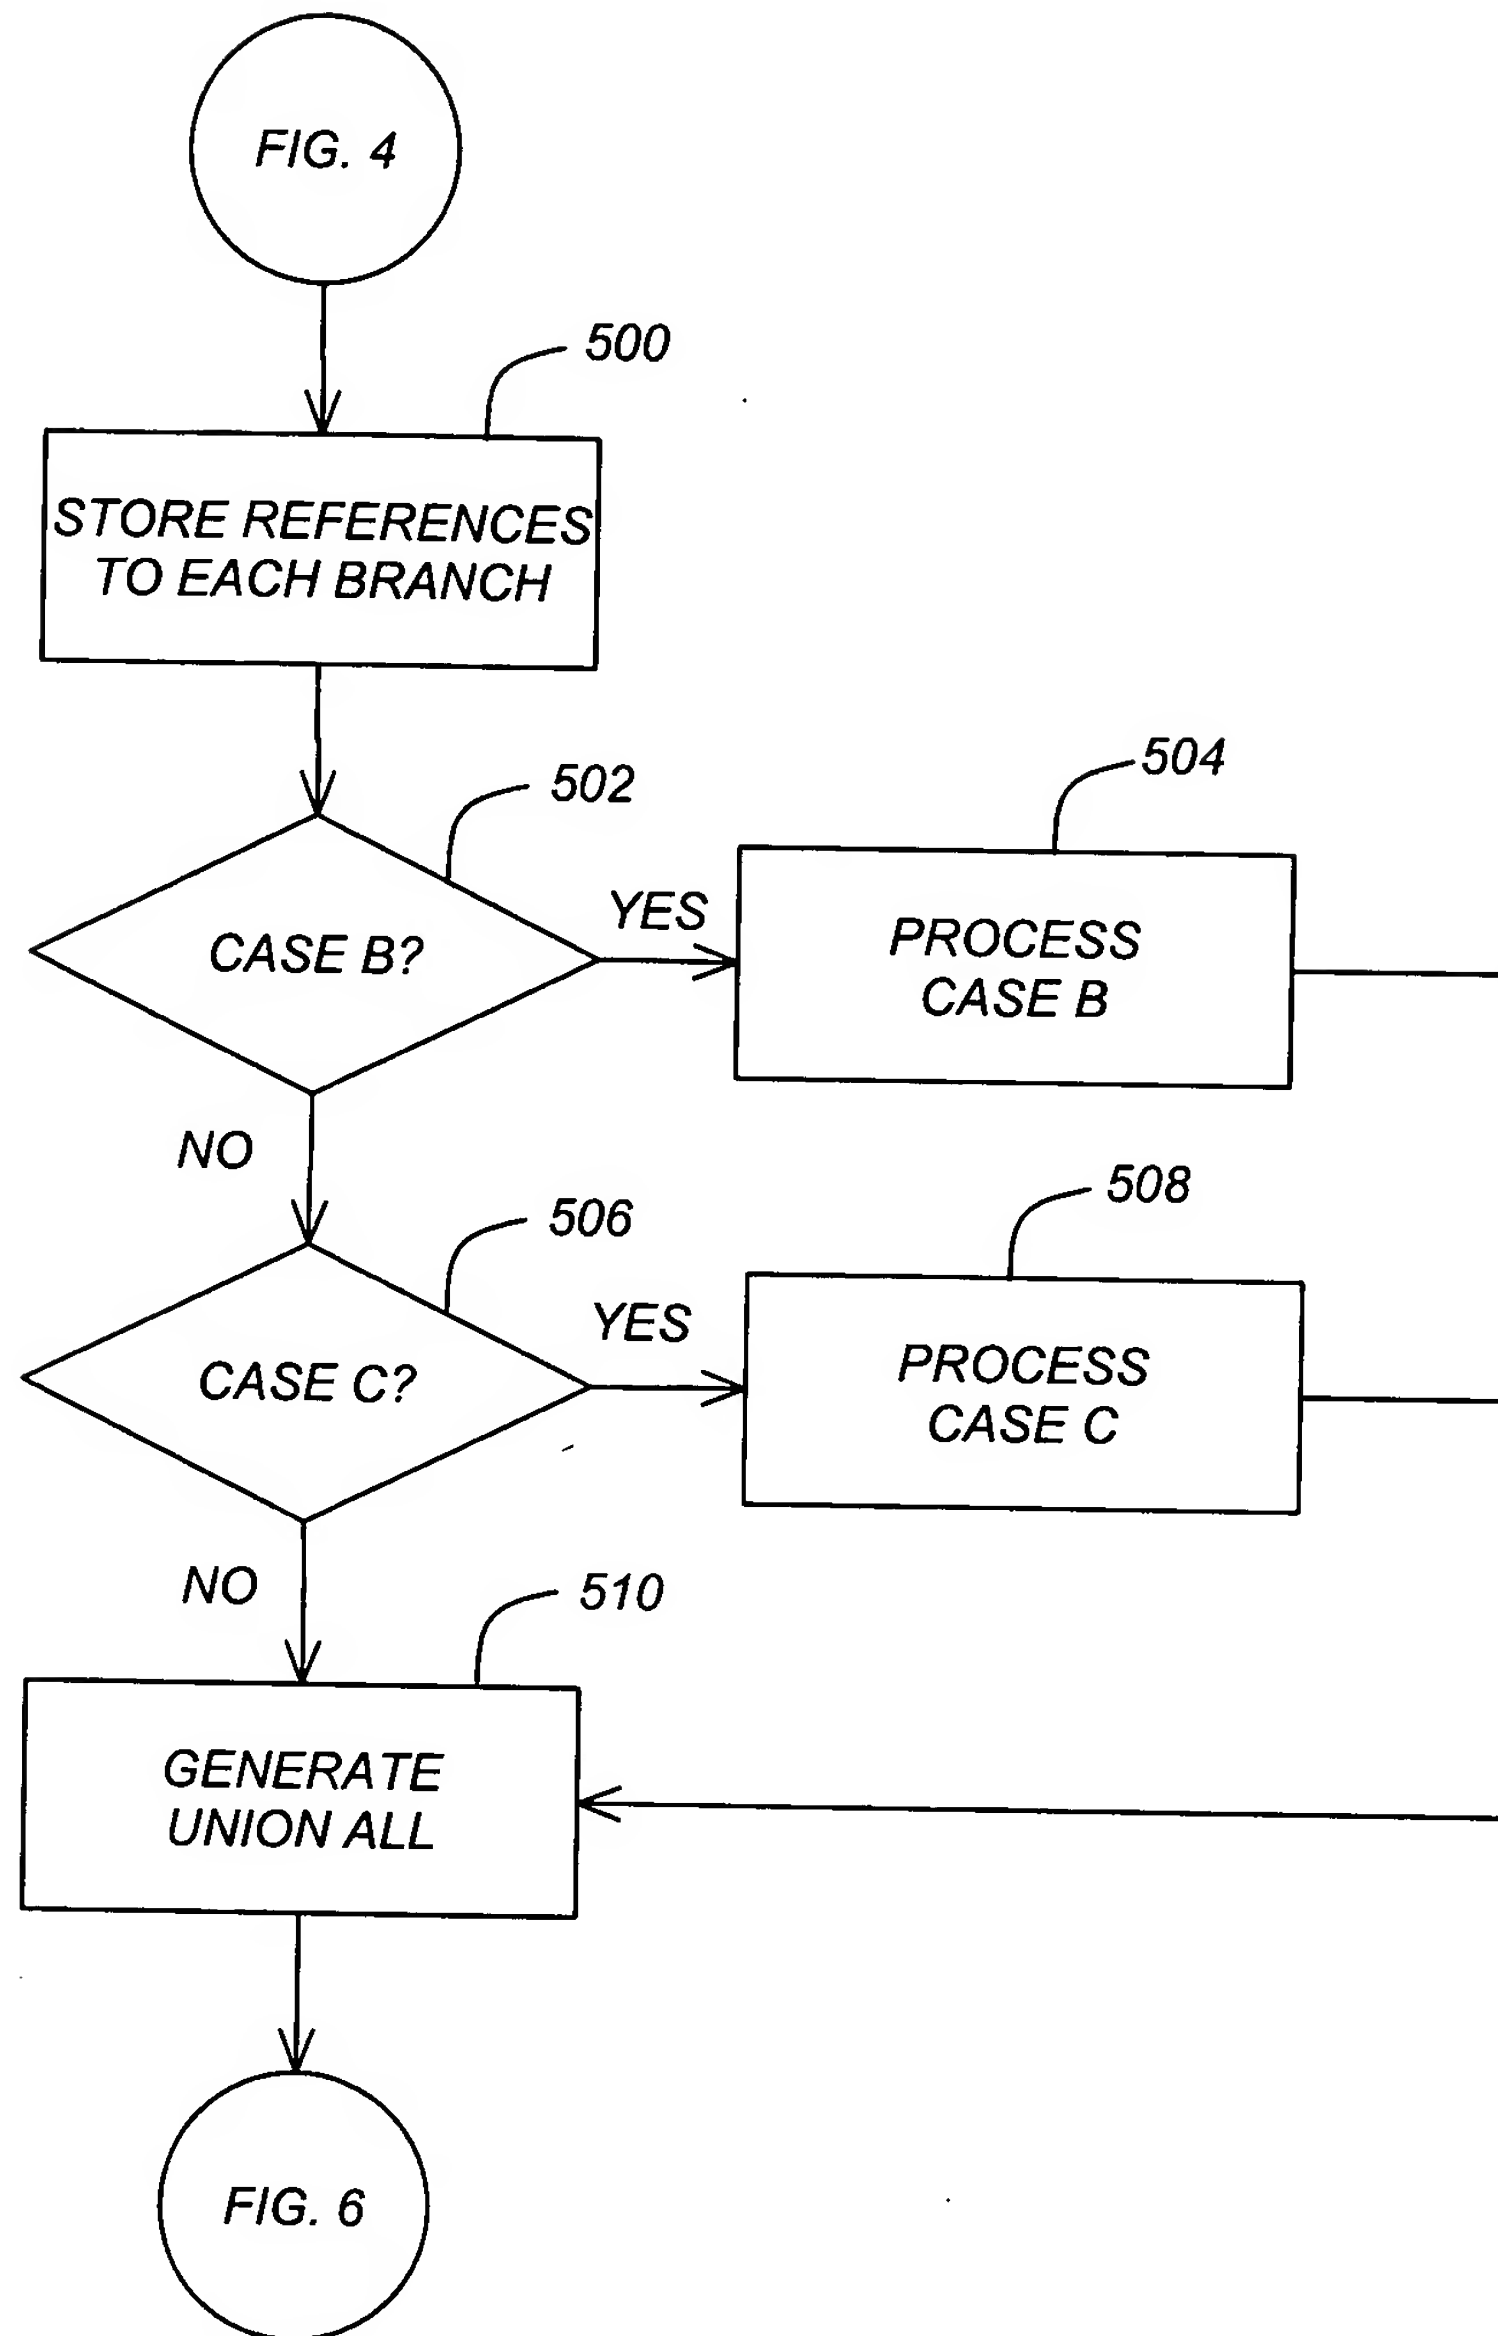 FIG. 4
500
STORE REFERENCES
TO EACH BRANCH
502
504
CASE B?
YES
PROCESS
CASE B
NO
506
508
CASE C?
YES
PROCESS
CASE C
NO
510
GENERATE
UNION ALL
FIG. 6